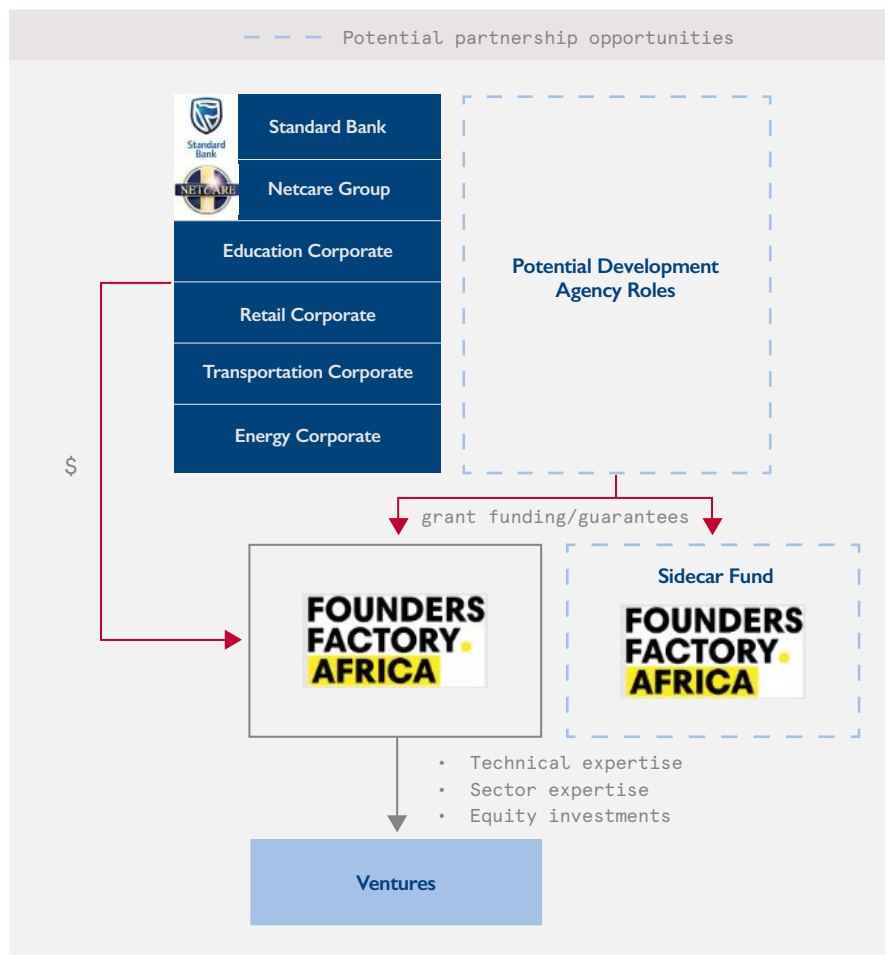 Potential partnership opportunities
Standard
Bank
Standard Bank
NETCARE
Netcare Group
Education Corporate
Retail Corporate
Transportation Corporate
Energy Corporate
Potential Development
Agency Roles
$
grant funding/guarantees
FOUNDERS
FACTORY.
AFRICA
Sidecar Fund
FOUNDERS
FACTORY.
AFRICA
• Technical expertise
• Sector expertise
• Equity investments
Ventures